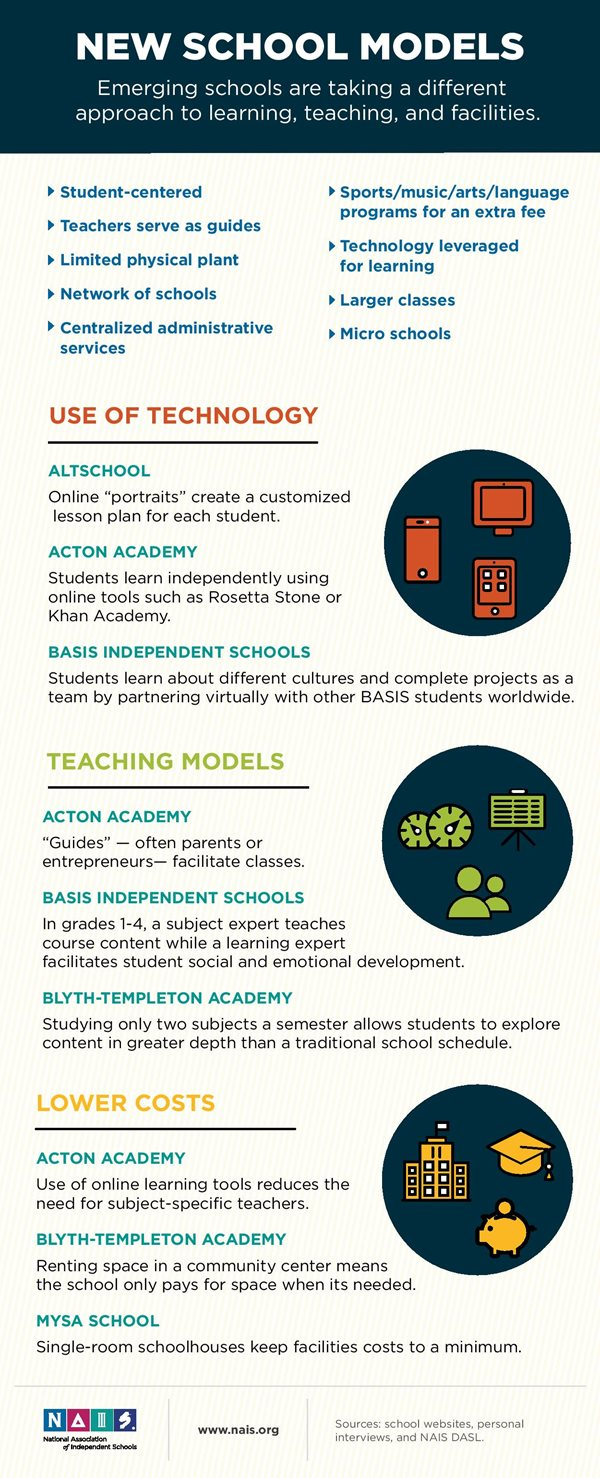 NEW SCHOOL MODELS
Emerging schools are taking a different
approach to learning, teaching, and facilities.
Student-centered
Teachers serve as guides
Limited physical plant
Network of schools
Centralized administrative
services
Sports/music/arts/language
programs for an extra fee
Technology leveraged
for learning
Larger classes
Micro schools
USE OF TECHNOLOGY
ALTSCHOOL
Online “portraits” create a customized
lesson plan for each student.
ACTON ACADEMY
Students learn independently using
online tools such as Rosetta Stone or
Khan Academy.
BASIS INDEPENDENT SCHOOLS
Students learn about different cultures and complete projects as a
team by partnering virtually with other BASIS students worldwide.
TEACHING MODELS
ACTON ACADEMY
“Guides” — often parents or
entrepreneurs— facilitate classes.
BASIS INDEPENDENT SCHOOLS
In grades 1-4, a subject expert teaches
course content while a learning expert
facilitates student social and emotional development.
BLYTH-TEMPLETON ACADEMY
Studying only two subjects a semester allows students to explore
content in greater depth than a traditional school schedule.
LOWER COSTS
ACTON ACADEMY
Use of online learning tools reduces the
need for subject-specific teachers.
BLYTH-TEMPLETON ACADEMY
Renting space in a community center means
the school only pays for space when its needed.
MYSA SCHOOL
Single-room schoolhouses keep facilities costs to a minimum.
NAIS.
National Association
of Independent Schools
www.nais.org
Sources: school websites, personal
interviews, and NAIS DASL.